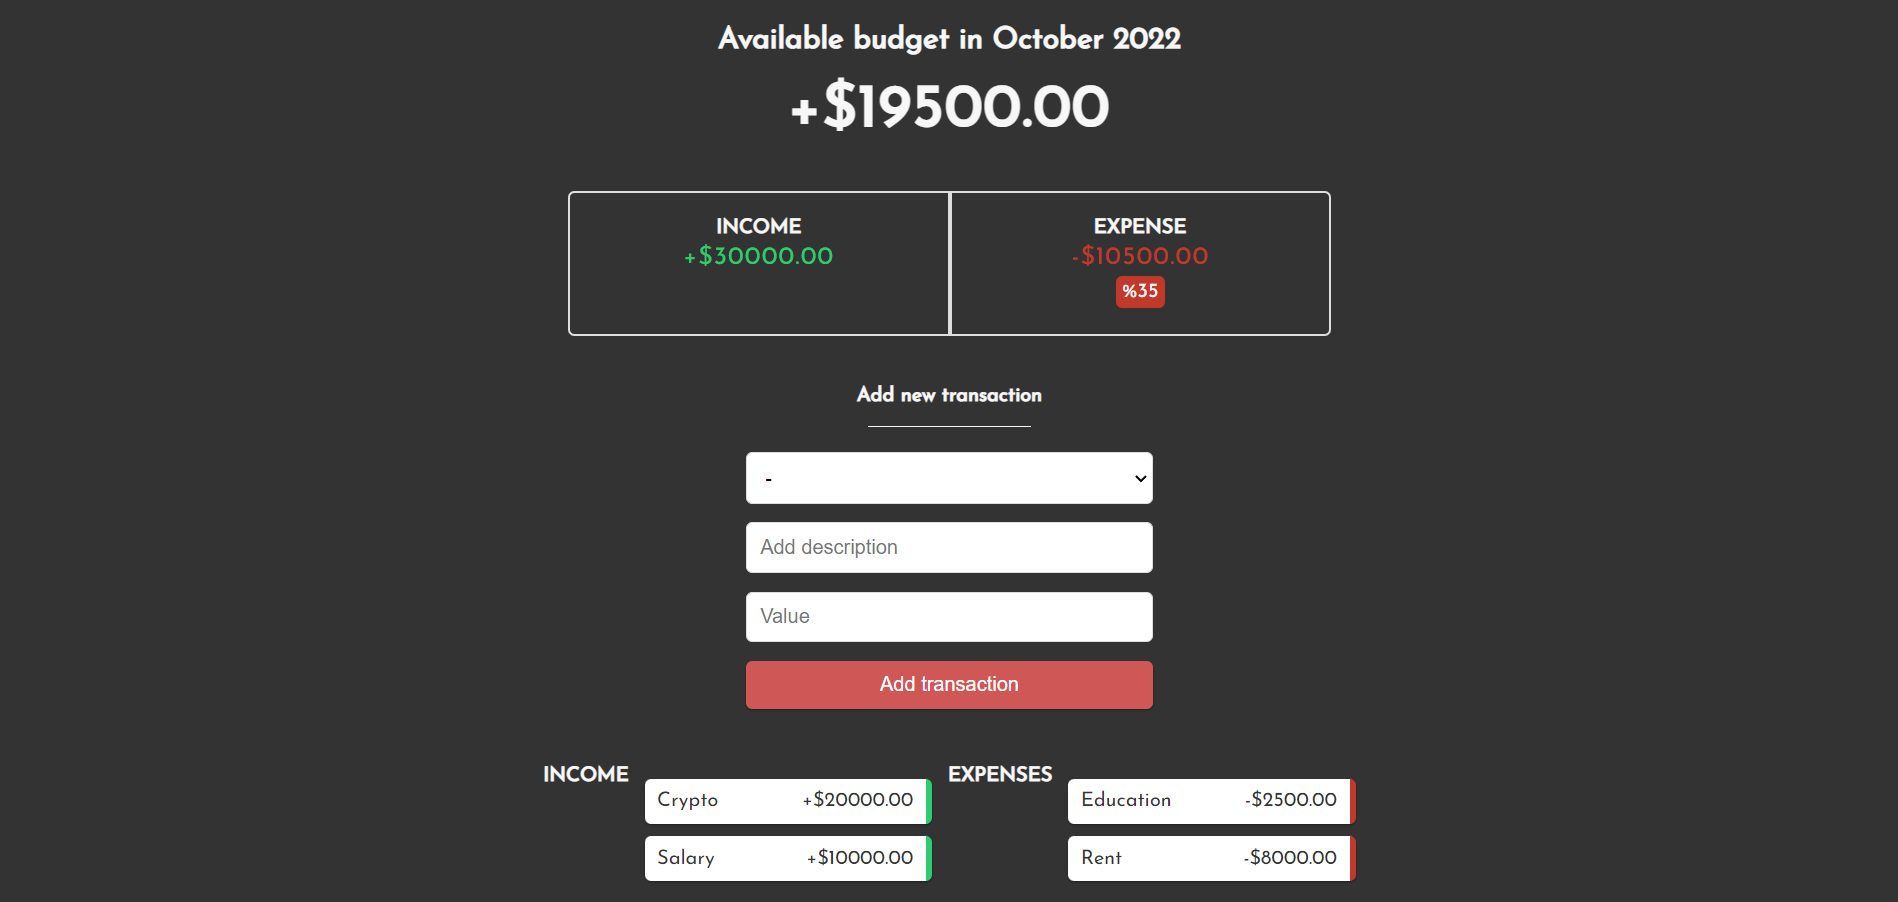 Available budget in October 2022
+$19500.00
INCOME
+$30000.00
EXPENSE
-$10500.00
%35
Add new transaction
-
Add description
Value
Add transaction
INCOME
Crypto +$20000.00
Salary +$10000.00
EXPENSES
Education -$2500.00
Rent -$8000.00